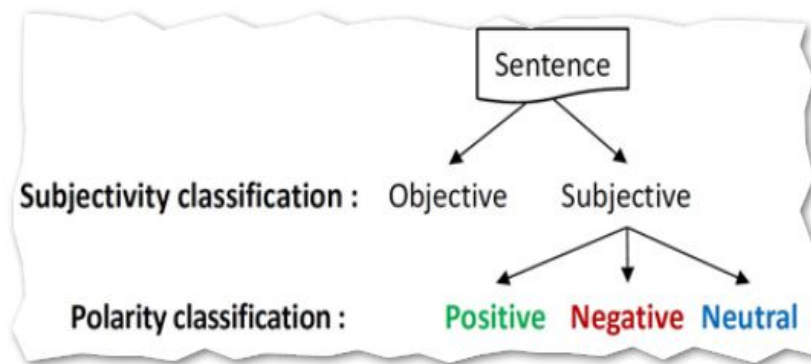 Sentence
Subjectivity classification : Objective Subjective
Polarity classification : Positive Negative Neutral